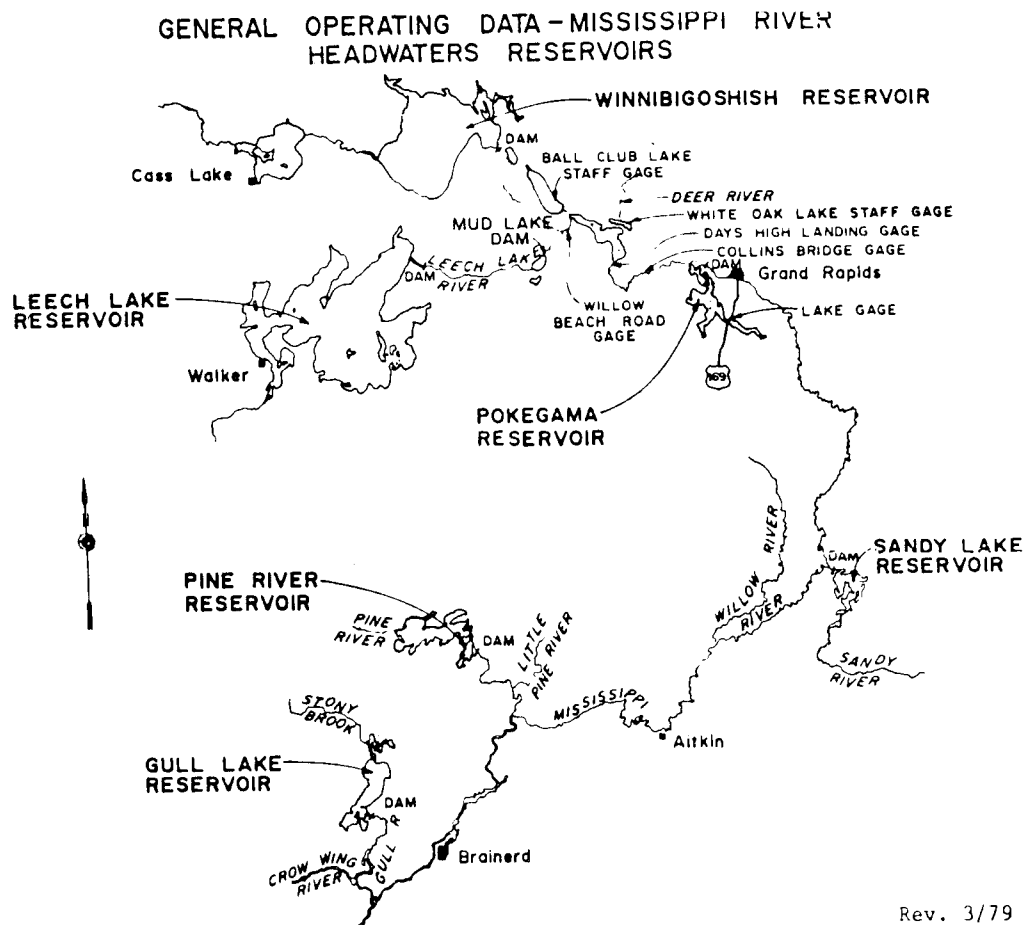 GENERAL OPERATING DATA - MISSISSIPPI RIVER
HEADWATERS RESERVOIRS
WINNIBIGOSHISH RESERVOIR
DAM
BALL CLUB LAKE
STAFF GAGE
Cass Lake
DEER RIVER
WHITE OAK LAKE STAFF GAGE
MUD LAKE
DAM
DAYS HIGH LANDING GAGE
COLLINS BRIDGE GAGE
LEECH LAKE
RIVER
DAM
DAM
Grand Rapids
LEECH LAKE
RESERVOIR
WILLOW
BEACH ROAD
GAGE
LAKE GAGE
Walker
169
POKEGAMA
RESERVOIR
WILLOW RIVER
DAM
SANDY LAKE
RESERVOIR
RIVER
PINE RIVER
RESERVOIR
PINE
RIVER
DAM
LITTLE
PINE RIVER
SANDY
RIVER
STONY
BROOK
MISSISSIPPI
Aitkin
GULL LAKE
RESERVOIR
DAM
GULL R
Brainerd
CROW WING
RIVER
Rev. 3/79